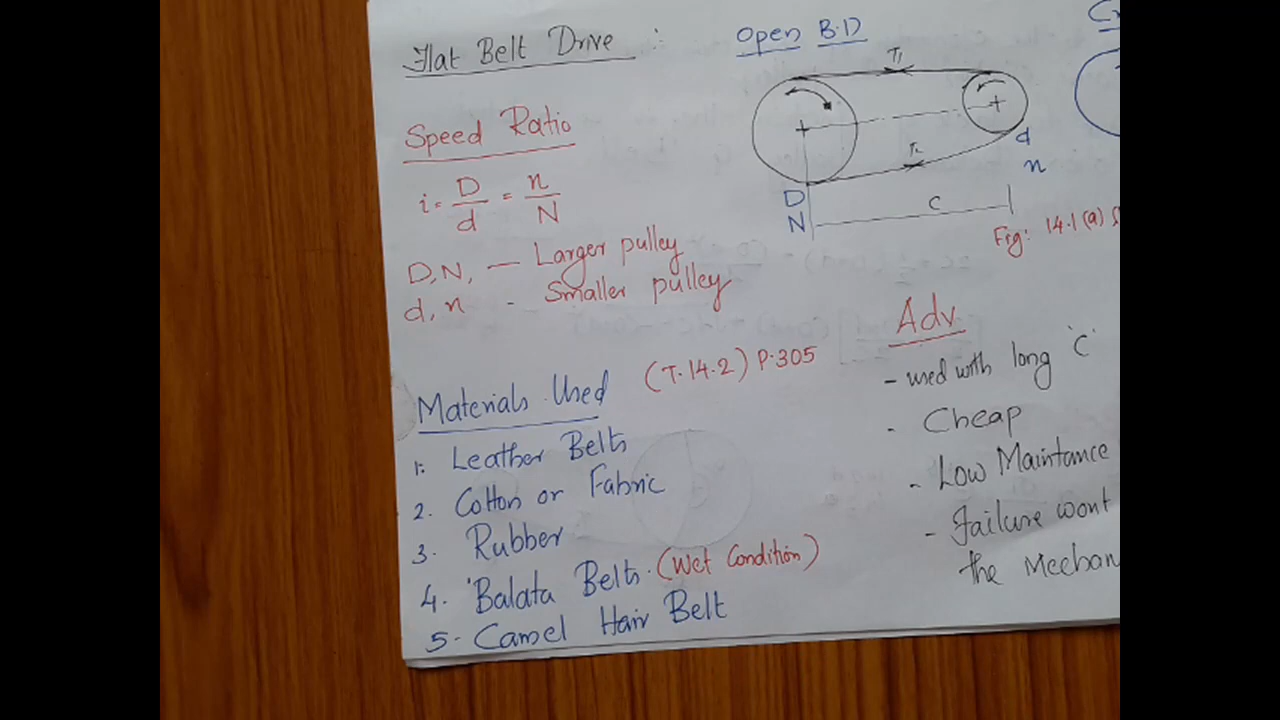 Flat Belt Drive :
Speed Ratio
i = D/d = n/N
D, N, — Larger pulley
d, n - Smaller pulley
Materials Used (T. 14.2) P. 305
1. Leather Belts
2. Cotton or Fabric
3. Rubber
4. Balata Belts. (Wet Condition)
5- Camel Hair Belt
Open B.D
T1
T2
D
N
d
n
C
Fig: 14.1 (a)
Adv
- used with long 'C'
- Cheap
- Low Maintance
- Failure wont
the Mechan